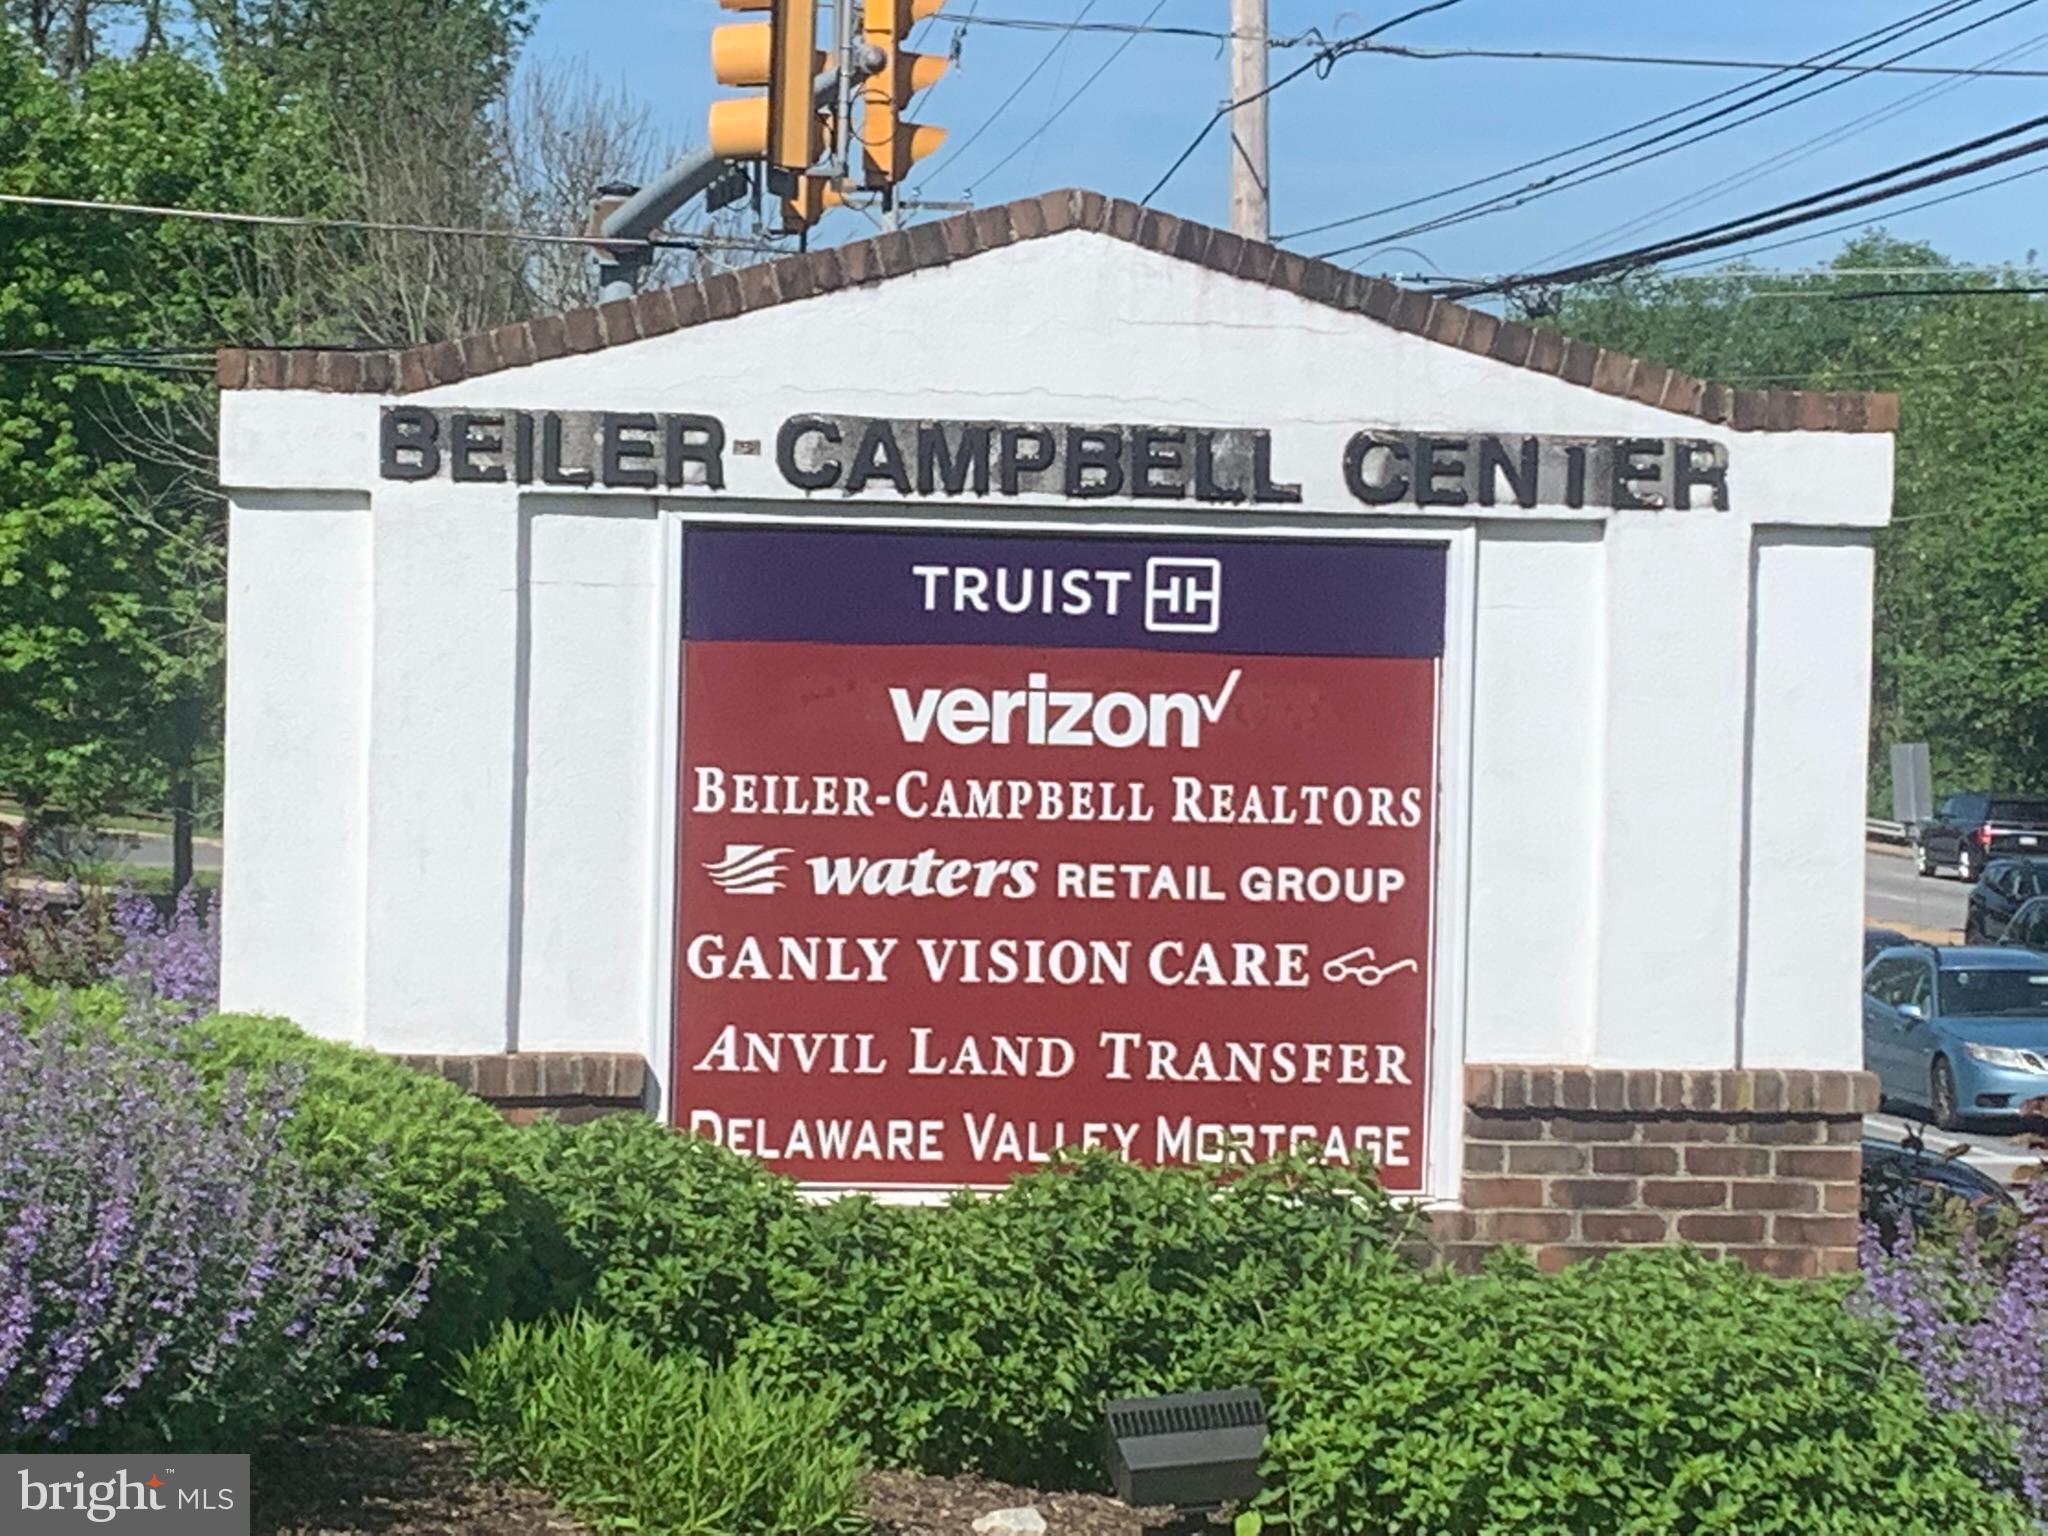 BEILER-CAMPBELL CENTER
TRUIST
verizon
BEILER-CAMPBELL REALTORS
waters RETAIL GROUP
GANLY VISION CARE
ANVIL LAND TRANSFER
DELAWARE VALLEY MORTGAGE
bright™ MLS